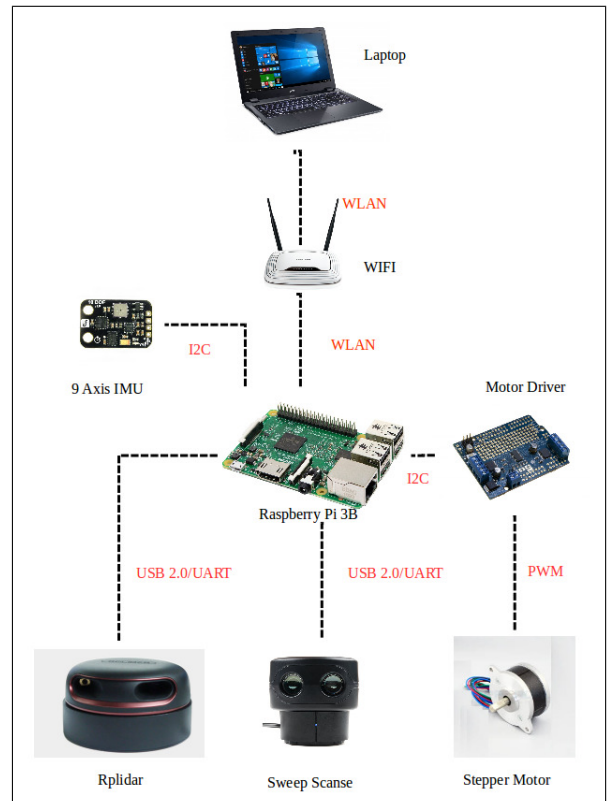 Laptop
WLAN
WIFI
WLAN
I2C
9 Axis IMU
Motor Driver
I2C
Raspberry Pi 3B
USB 2.0/UART
USB 2.0/UART
PWM
Rplidar
Sweep Scanse
Stepper Motor